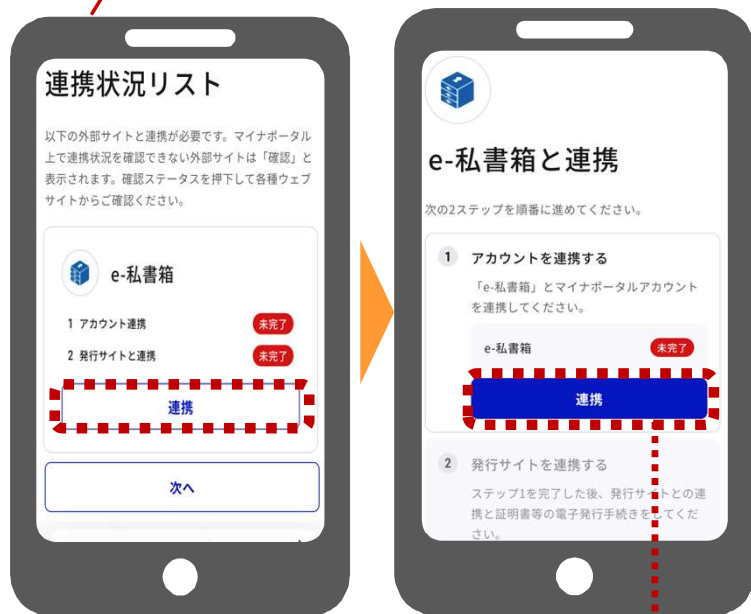 連携状況リスト
以下の外部サイトと連携が必要です。マイナポータル
上で連携状況を確認できない外部サイトは「確認」と
表示されます。確認ステータスを押下して各種ウェブ
サイトからご確認ください。
e-私書箱
1 アカウント連携 未完了
2 発行サイトと連携 未完了
連携
次へ
e-私書箱と連携
次の2ステップを順番に進めてください。
1 アカウントを連携する
「e-私書箱」とマイナポータルアカウント
を連携してください。
e-私書箱 未完了
連携
2 発行サイトを連携する
ステップ1を完了した後、発行サイトとの連
携と証明書等の電子発行手続きをしてくだ
さい。